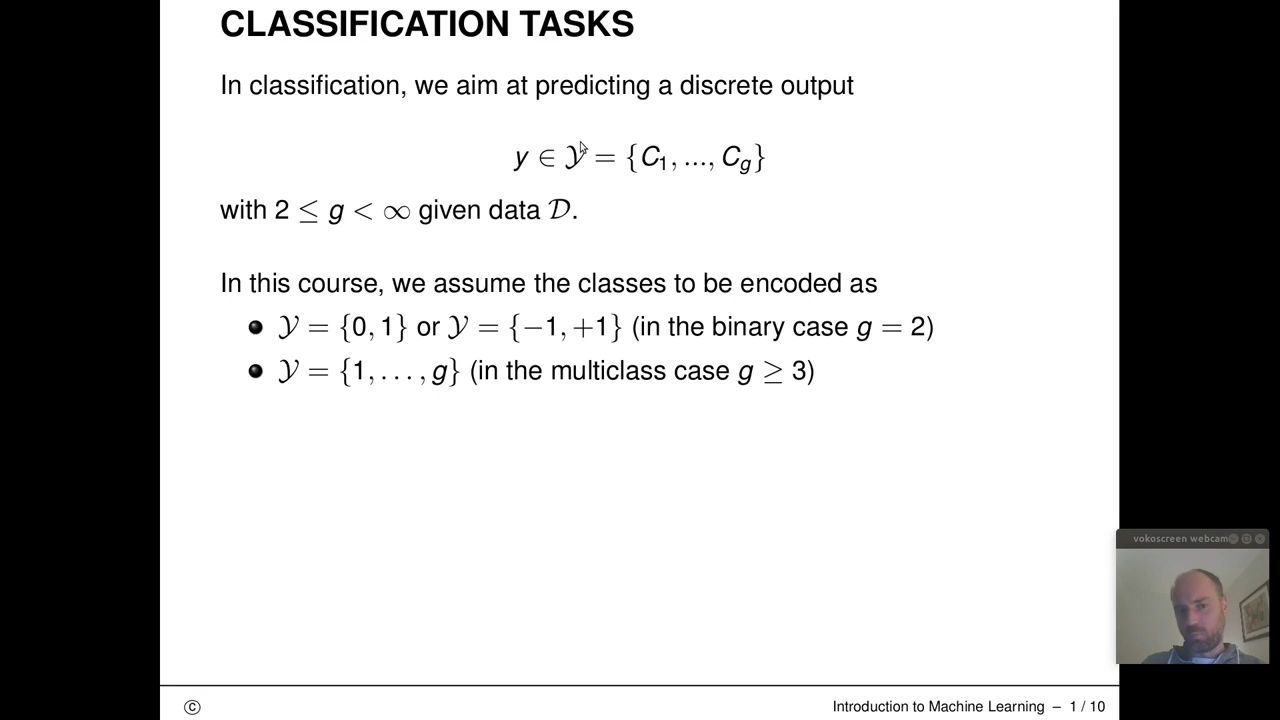 CLASSIFICATION TASKS
In classification, we aim at predicting a discrete output
y ∈ 𝒴 = {C₁, ..., C_g}
with 2 ≤ g < ∞ given data 𝒟.
In this course, we assume the classes to be encoded as
● 𝒴 = {0, 1} or 𝒴 = {−1, +1} (in the binary case g = 2)
● 𝒴 = {1, . . . , g} (in the multiclass case g ≥ 3)
vokoscreen webcam
© Introduction to Machine Learning – 1 / 10